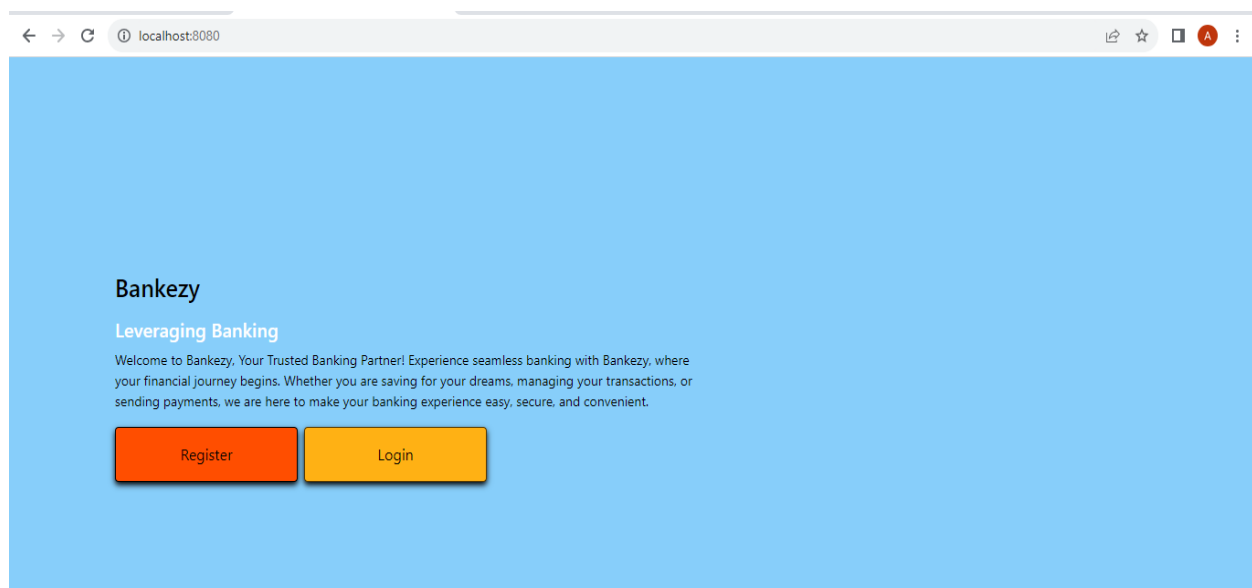 localhost:8080
A
Bankezy
Leveraging Banking
Welcome to Bankezy, Your Trusted Banking Partner! Experience seamless banking with Bankezy, where
your financial journey begins. Whether you are saving for your dreams, managing your transactions, or
sending payments, we are here to make your banking experience easy, secure, and convenient.
Register
Login